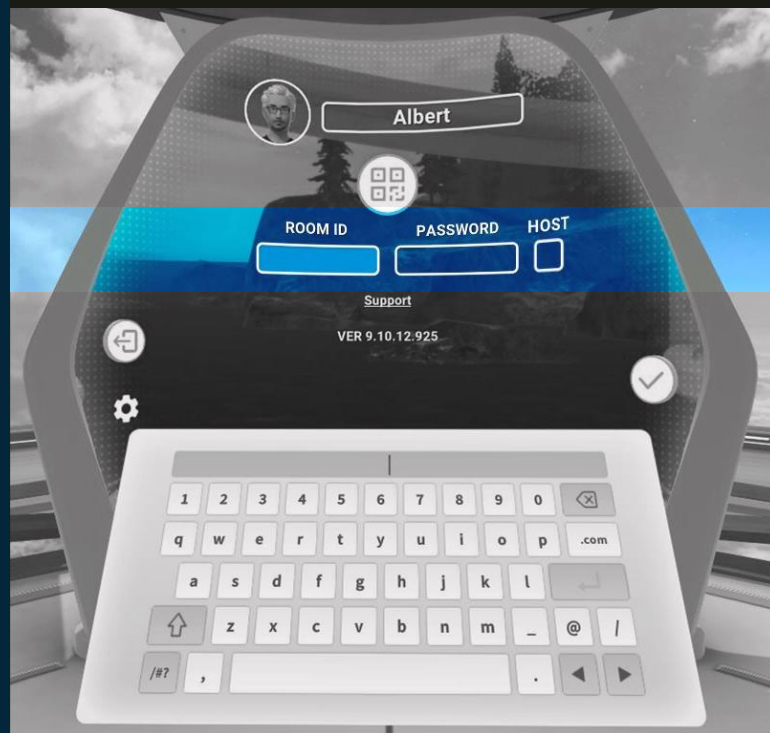 Albert
ROOM ID PASSWORD HOST
Support
VER 9.10.12.925
1 2 3 4 5 6 7 8 9 0
q w e r t y u i o p .com
a s d f g h j k l
z x c v b n m _ @ /
/#? , .